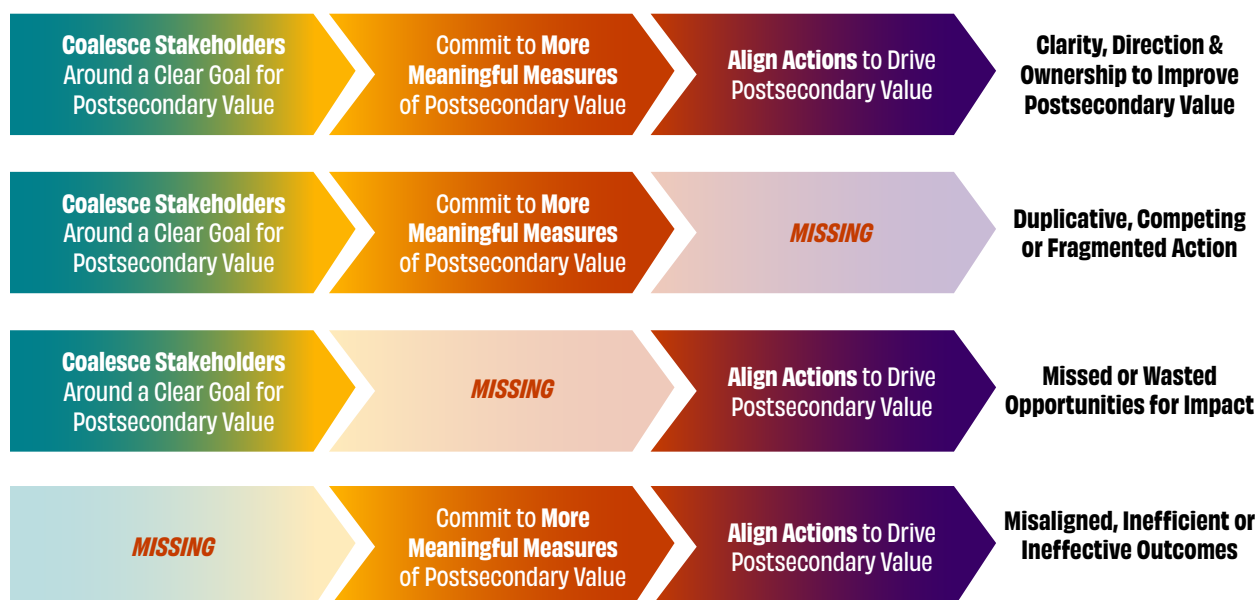 Coalesce Stakeholders
Around a Clear Goal for
Postsecondary Value
Commit to More
Meaningful Measures
of Postsecondary Value
Align Actions to Drive
Postsecondary Value
Clarity, Direction &
Ownership to Improve
Postsecondary Value
Coalesce Stakeholders
Around a Clear Goal for
Postsecondary Value
Commit to More
Meaningful Measures
of Postsecondary Value
MISSING
Duplicative, Competing
or Fragmented Action
Coalesce Stakeholders
Around a Clear Goal for
Postsecondary Value
MISSING
Align Actions to Drive
Postsecondary Value
Missed or Wasted
Opportunities for Impact
MISSING
Commit to More
Meaningful Measures
of Postsecondary Value
Align Actions to Drive
Postsecondary Value
Misaligned, Inefficient or
Ineffective Outcomes